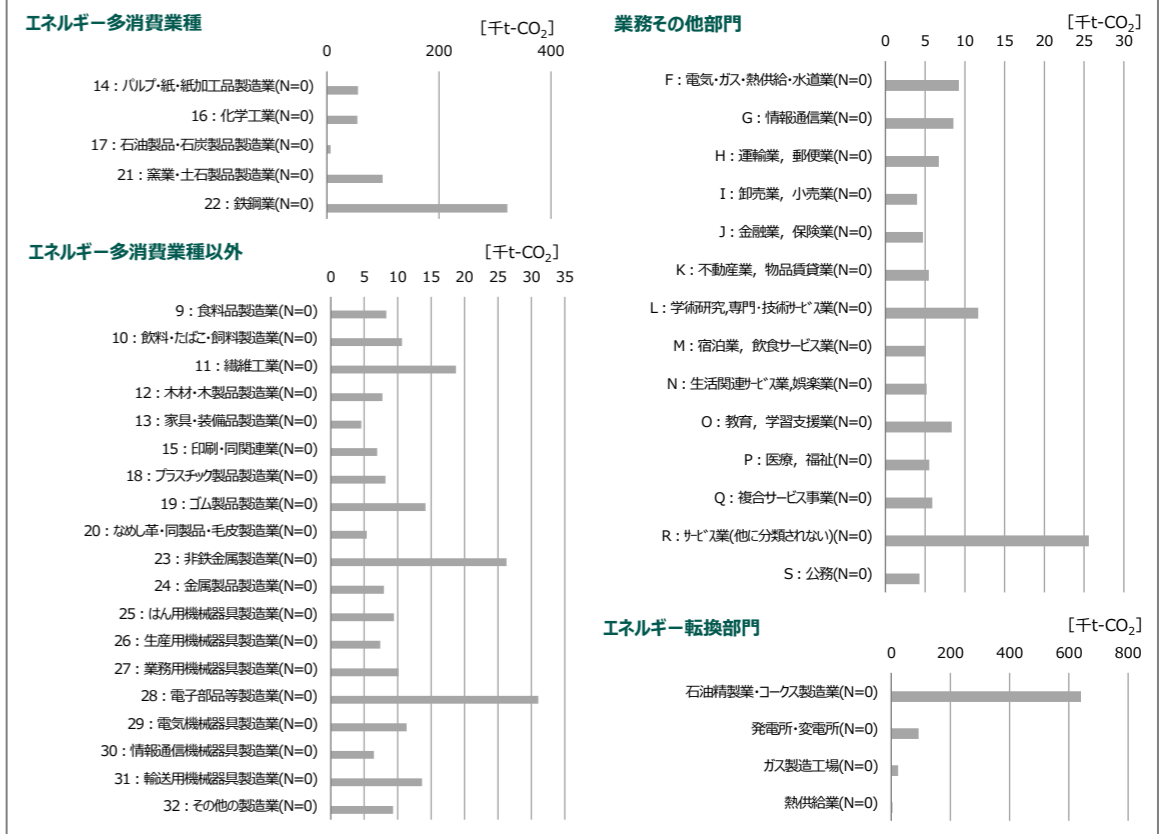 エネルギー多消費業種
[千t-CO2]
0 200 400
14：パルプ・紙・紙加工品製造業(N=0)
16：化学工業(N=0)
17：石油製品・石炭製品製造業(N=0)
21：窯業・土石製品製造業(N=0)
22：鉄鋼業(N=0)
エネルギー多消費業種以外
[千t-CO2]
0 5 10 15 20 25 30 35
9：食料品製造業(N=0)
10：飲料・たばこ・飼料製造業(N=0)
11：繊維工業(N=0)
12：木材・木製品製造業(N=0)
13：家具・装備品製造業(N=0)
15：印刷・同関連業(N=0)
18：プラスチック製品製造業(N=0)
19：ゴム製品製造業(N=0)
20：なめし革・同製品・毛皮製造業(N=0)
23：非鉄金属製造業(N=0)
24：金属製品製造業(N=0)
25：はん用機械器具製造業(N=0)
26：生産用機械器具製造業(N=0)
27：業務用機械器具製造業(N=0)
28：電子部品等製造業(N=0)
29：電気機械器具製造業(N=0)
30：情報通信機械器具製造業(N=0)
31：輸送用機械器具製造業(N=0)
32：その他の製造業(N=0)
業務その他部門
[千t-CO2]
0 5 10 15 20 25 30
F：電気・ガス・熱供給・水道業(N=0)
G：情報通信業(N=0)
H：運輸業，郵便業(N=0)
I：卸売業，小売業(N=0)
J：金融業，保険業(N=0)
K：不動産業，物品賃貸業(N=0)
L：学術研究,専門・技術ｻｰﾋﾞｽ業(N=0)
M：宿泊業，飲食サービス業(N=0)
N：生活関連ｻｰﾋﾞｽ業,娯楽業(N=0)
O：教育，学習支援業(N=0)
P：医療，福祉(N=0)
Q：複合サービス事業(N=0)
R：ｻｰﾋﾞｽ業(他に分類されない)(N=0)
S：公務(N=0)
エネルギー転換部門
[千t-CO2]
0 200 400 600 800
石油精製業・コークス製造業(N=0)
発電所・変電所(N=0)
ガス製造工場(N=0)
熱供給業(N=0)